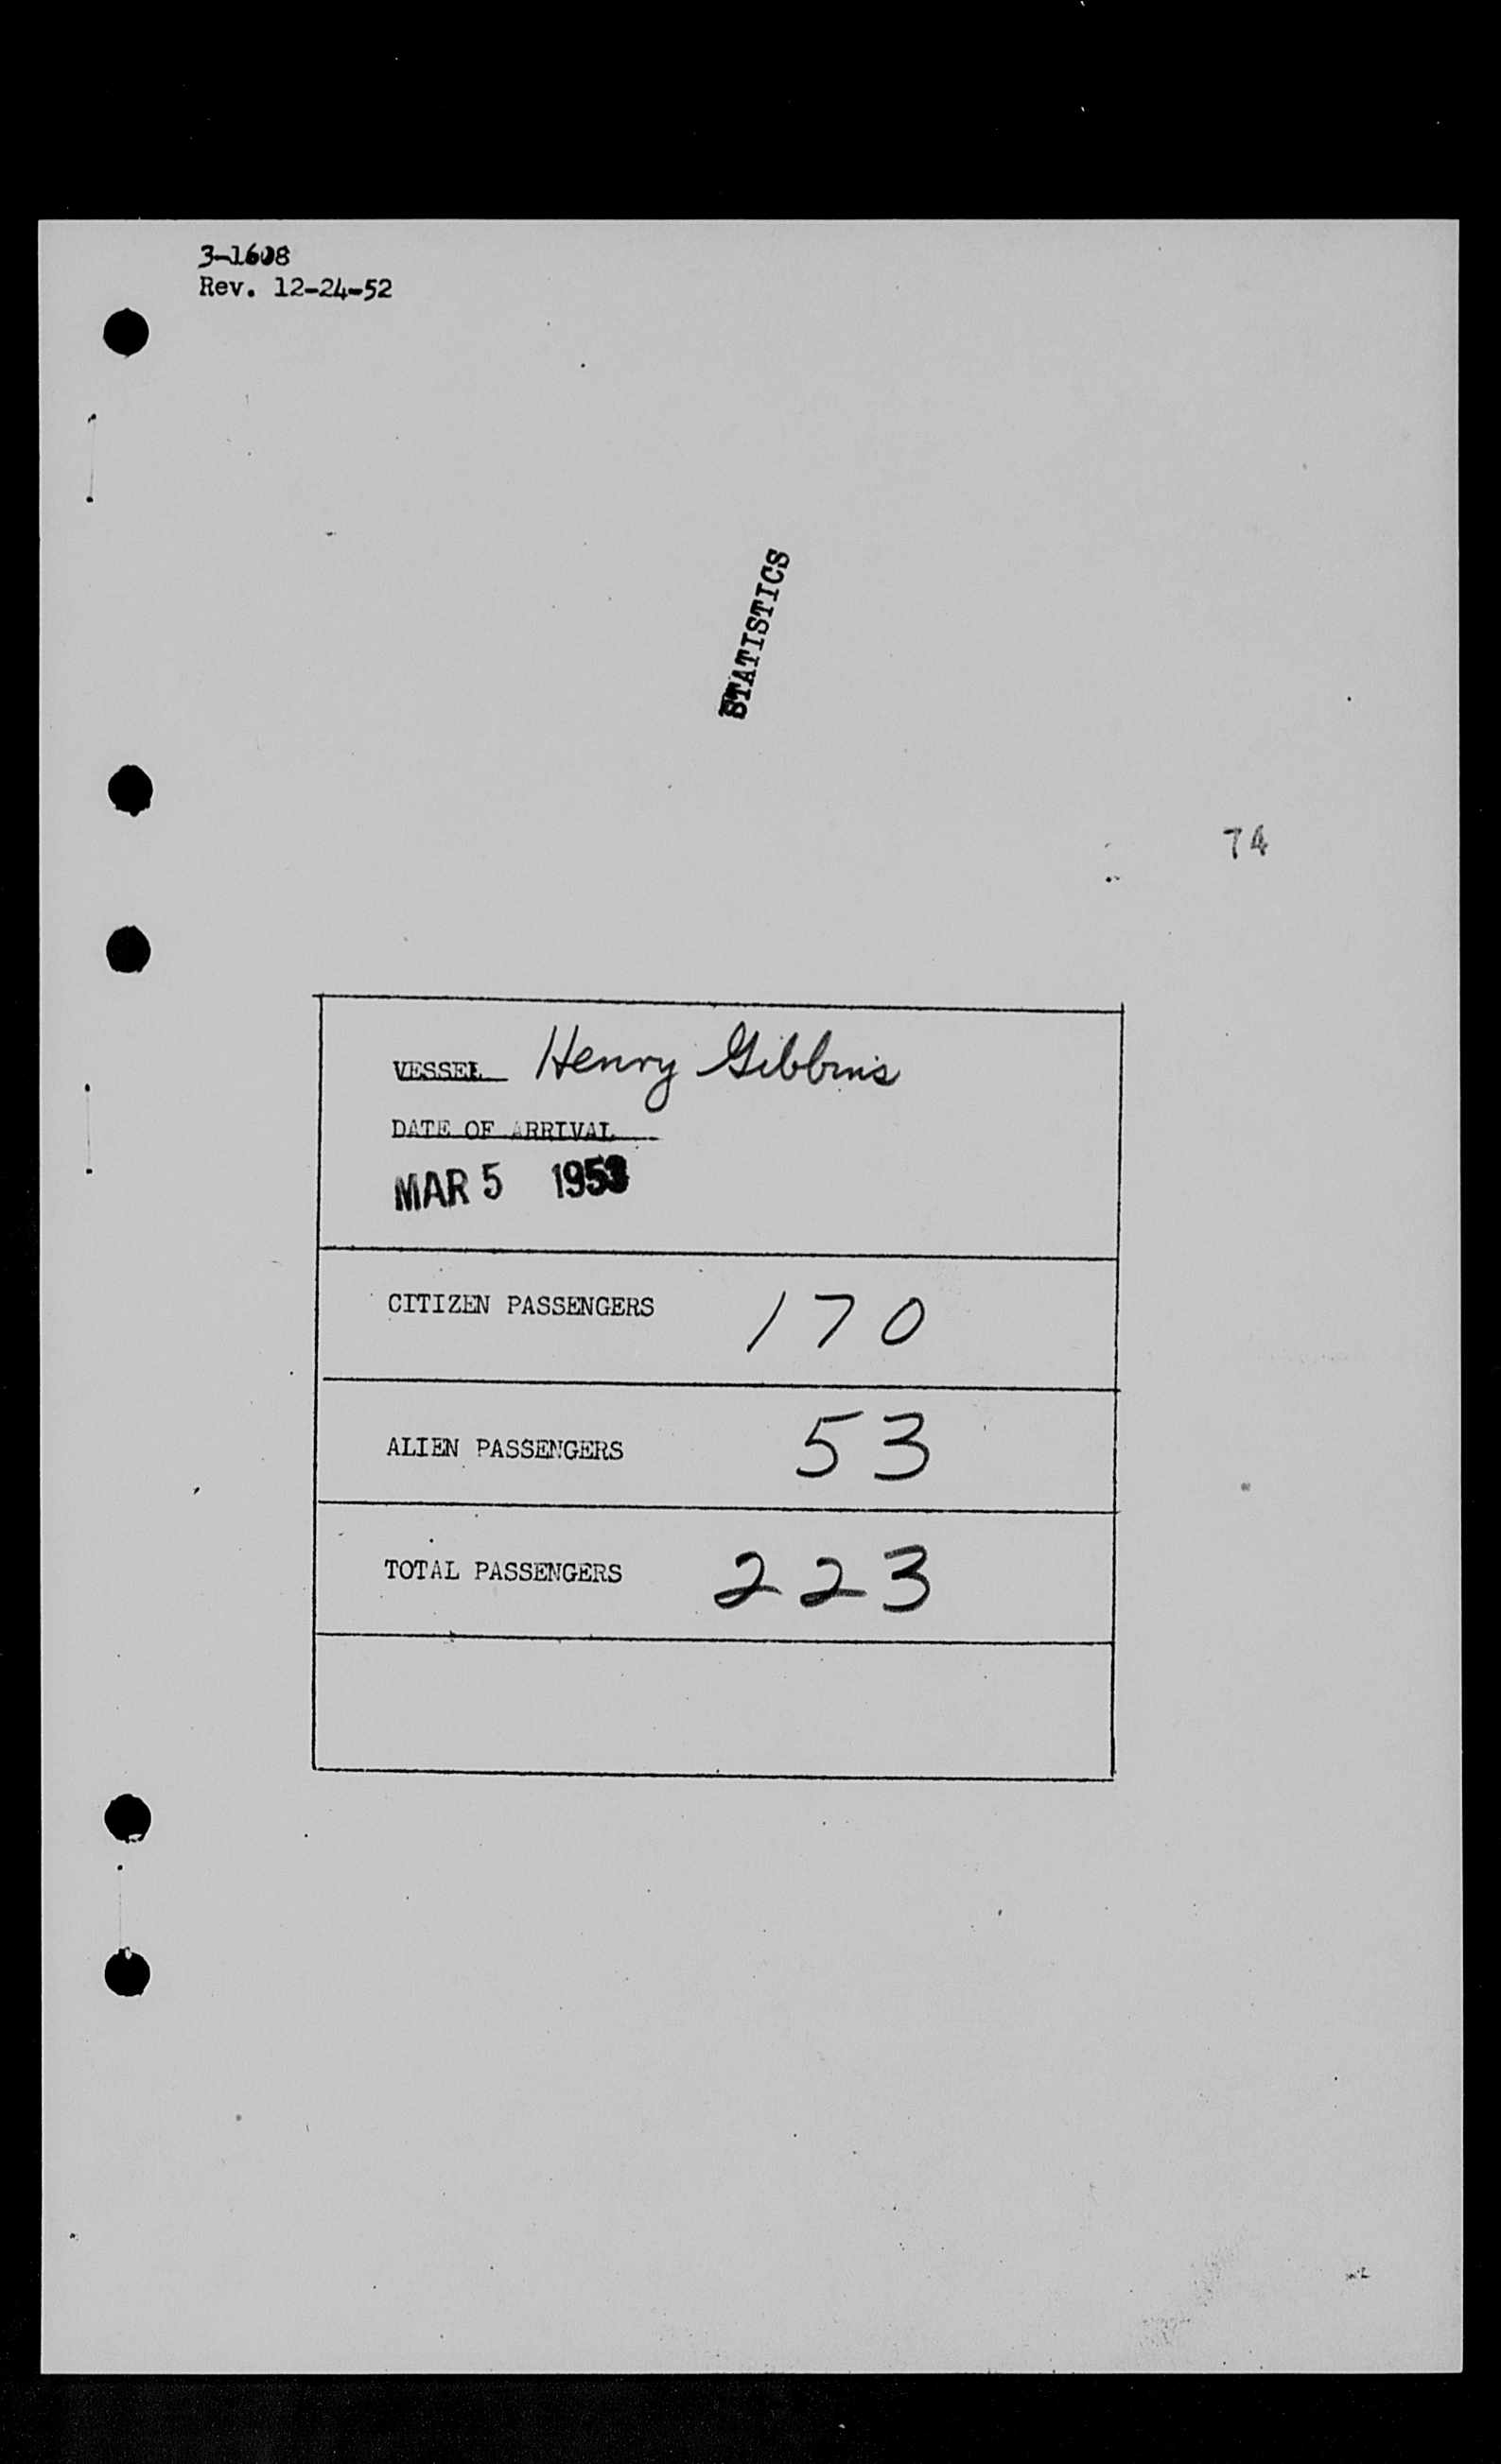 3-1608
Rev. 12-24-52
STATISTICS
74
VESSEL Henry Gibbins
DATE OF ARRIVAL
MAR 5 1953
CITIZEN PASSENGERS 170
ALIEN PASSENGERS 53
TOTAL PASSENGERS 223